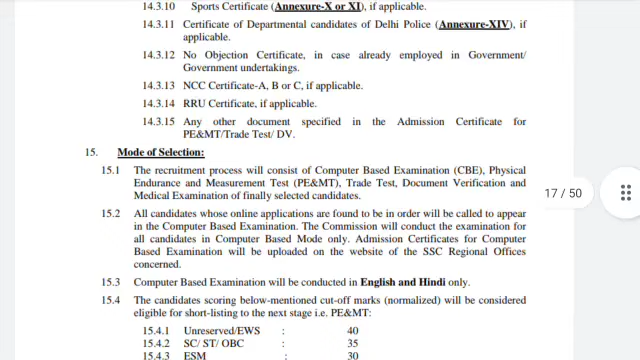 14.3.10 Sports Certificate (Annexure-X or XI), if applicable.
14.3.11 Certificate of Departmental candidates of Delhi Police (Annexure-XIV), if
applicable.
14.3.12 No Objection Certificate, in case already employed in Government/
Government undertakings.
14.3.13 NCC Certificate-A, B or C, if applicable.
14.3.14 RRU Certificate, if applicable.
14.3.15 Any other document specified in the Admission Certificate for
PE&MT/Trade Test/ DV.
15. Mode of Selection:
15.1 The recruitment process will consist of Computer Based Examination (CBE), Physical
Endurance and Measurement Test (PE&MT), Trade Test, Document Verification and
Medical Examination of finally selected candidates.
17 / 50
15.2 All candidates whose online applications are found to be in order will be called to appear
in the Computer Based Examination. The Commission will conduct the examination for
all candidates in Computer Based Mode only. Admission Certificates for Computer
Based Examination will be uploaded on the website of the SSC Regional Offices
concerned.
15.3 Computer Based Examination will be conducted in English and Hindi only.
15.4 The candidates scoring below-mentioned cut-off marks (normalized) will be considered
eligible for short-listing to the next stage i.e. PE&MT:
15.4.1 Unreserved/EWS : 40
15.4.2 SC/ ST/ OBC : 35
15.4.3 ESM : 30